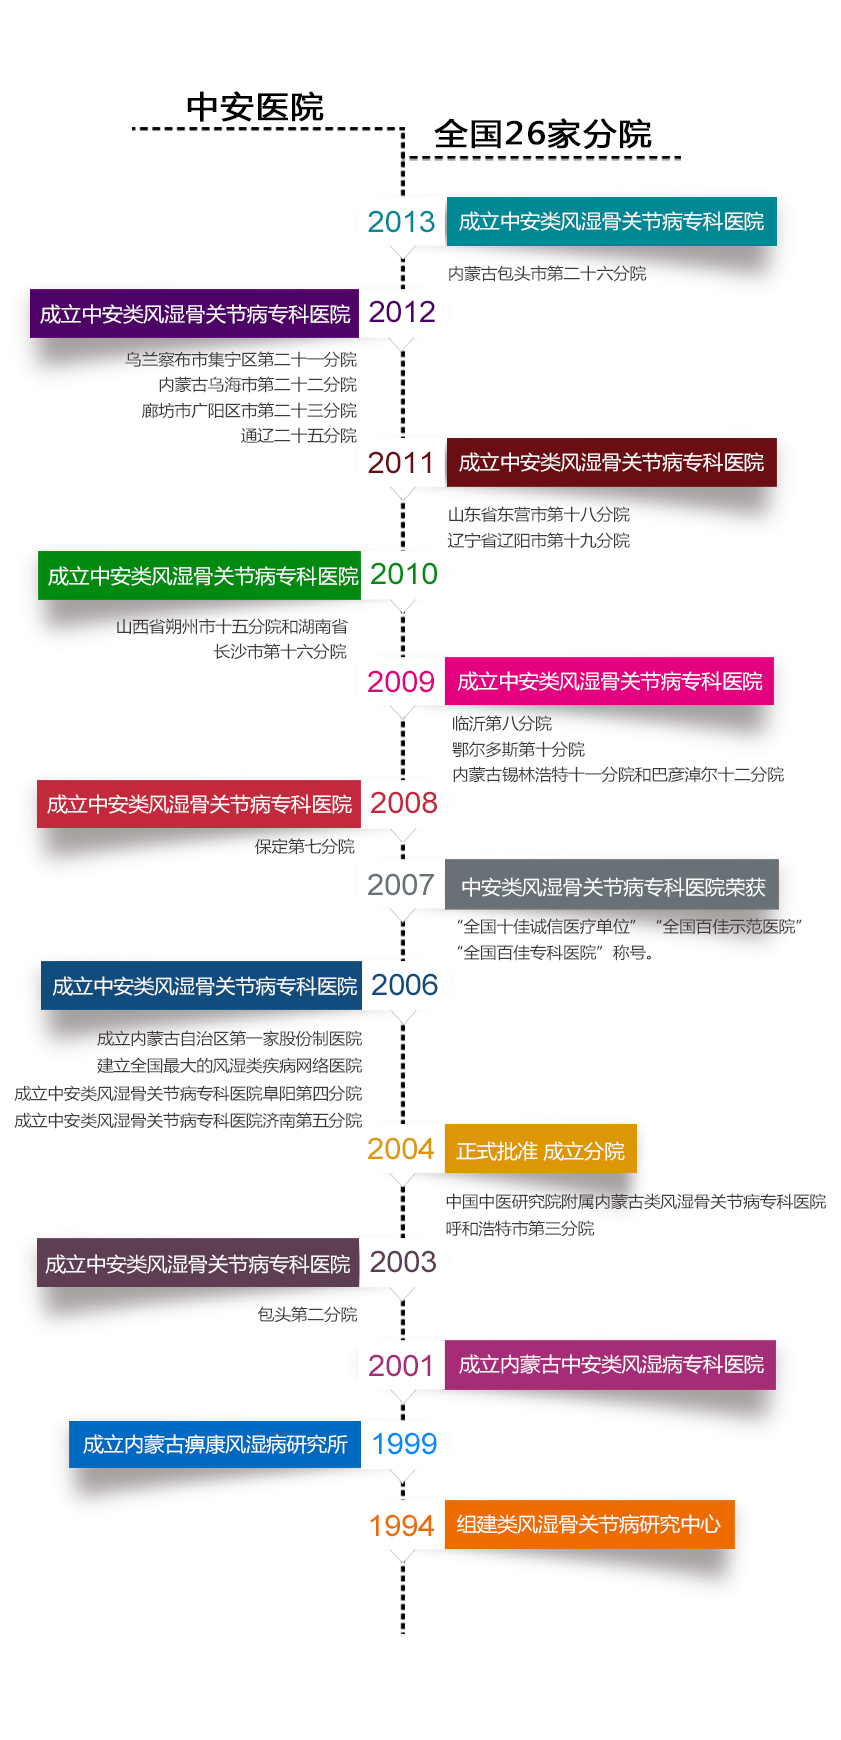 中安医院
全国26家分院
2013
成立中安类风湿骨关节病专科医院
内蒙古包头市第二十六分院
成立中安类风湿骨关节病专科医院
2012
乌兰察布市集宁区第二十一分院
内蒙古乌海市第二十二分院
廊坊市广阳区市第二十三分院
通辽二十五分院
2011
成立中安类风湿骨关节病专科医院
山东省东营市第十八分院
辽宁省辽阳市第十九分院
成立中安类风湿骨关节病专科医院
2010
山西省朔州市十五分院和湖南省
长沙市第十六分院
2009
成立中安类风湿骨关节病专科医院
临沂第八分院
鄂尔多斯第十分院
内蒙古锡林浩特十一分院和巴彦淖尔十二分院
成立中安类风湿骨关节病专科医院
2008
保定第七分院
2007
中安类风湿骨关节病专科医院荣获
“全国十佳诚信医疗单位” “全国百佳示范医院”
“全国百佳专科医院”称号。
成立中安类风湿骨关节病专科医院
2006
成立内蒙古自治区第一家股份制医院
建立全国最大的风湿类疾病网络医院
成立中安类风湿骨关节病专科医院阜阳第四分院
成立中安类风湿骨关节病专科医院济南第五分院
2004
正式批准 成立分院
中国中医研究院附属内蒙古类风湿骨关节病专科医院
呼和浩特市第三分院
成立中安类风湿骨关节病专科医院
2003
包头第二分院
2001
成立内蒙古中安类风湿病专科医院
成立内蒙古痹康风湿病研究所
1999
1994
组建类风湿骨关节病研究中心